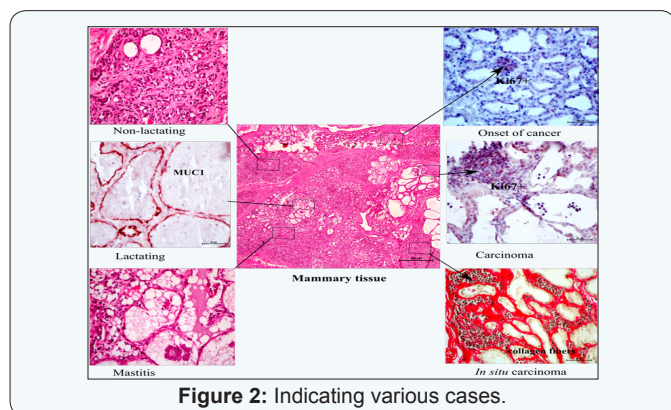 Non-lactating
Ki67+
Onset of cancer
MUC1
Lactating
Ki67+
Carcinoma
Mammary tissue
Mastitis
collagen fibers
In situ carcinoma
Figure 2: Indicating various cases.